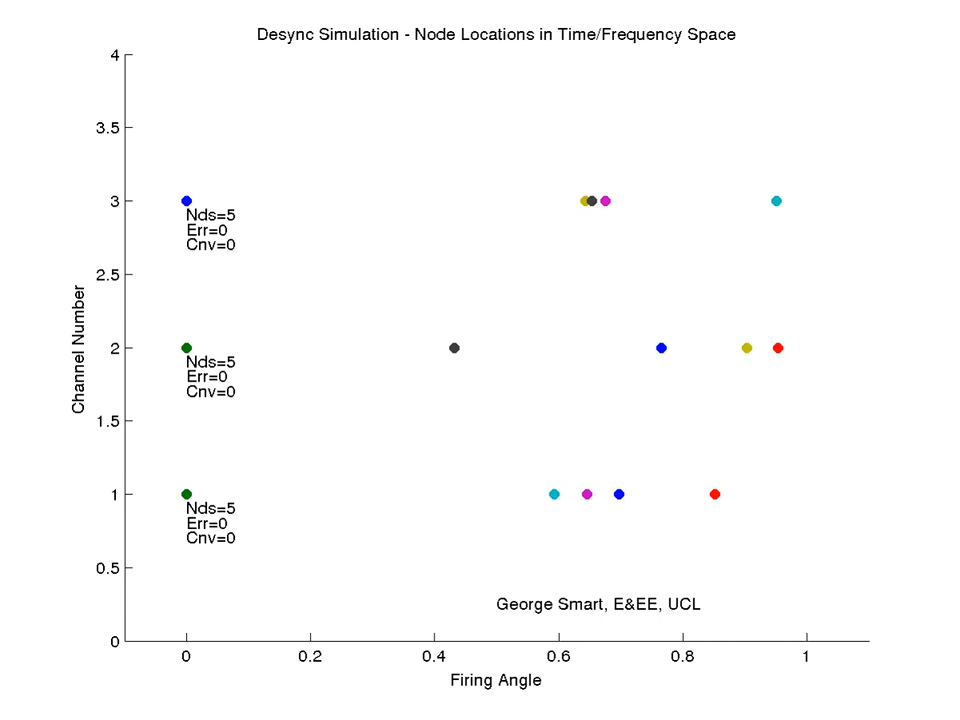 Desync Simulation - Node Locations in Time/Frequency Space
4
3.5
3
Nds=5
Err=0
Cnv=0
2.5
2
Nds=5
Err=0
Cnv=0
1.5
1
Nds=5
Err=0
Cnv=0
0.5
0
Channel Number
George Smart, E&EE, UCL
0 0.2 0.4 0.6 0.8 1
Firing Angle